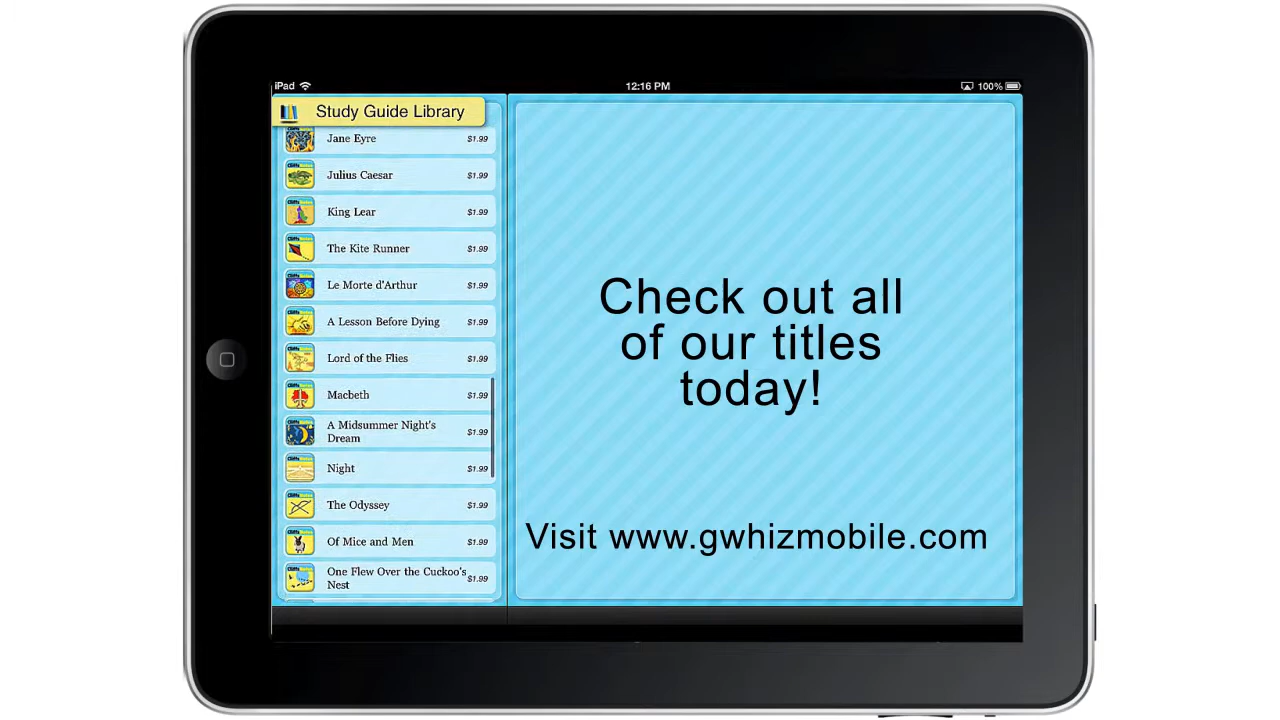 iPad 12:16 PM 100%
Study Guide Library
Jane Eyre $1.99
Julius Caesar $1.99
King Lear $1.99
The Kite Runner $1.99
Le Morte d'Arthur $1.99
A Lesson Before Dying $1.99
Lord of the Flies $1.99
Macbeth $1.99
A Midsummer Night's
Dream $1.99
Night $1.99
The Odyssey $1.99
Of Mice and Men $1.99
One Flew Over the Cuckoo's
Nest $1.99
Check out all
of our titles
today!
Visit www.gwhizmobile.com